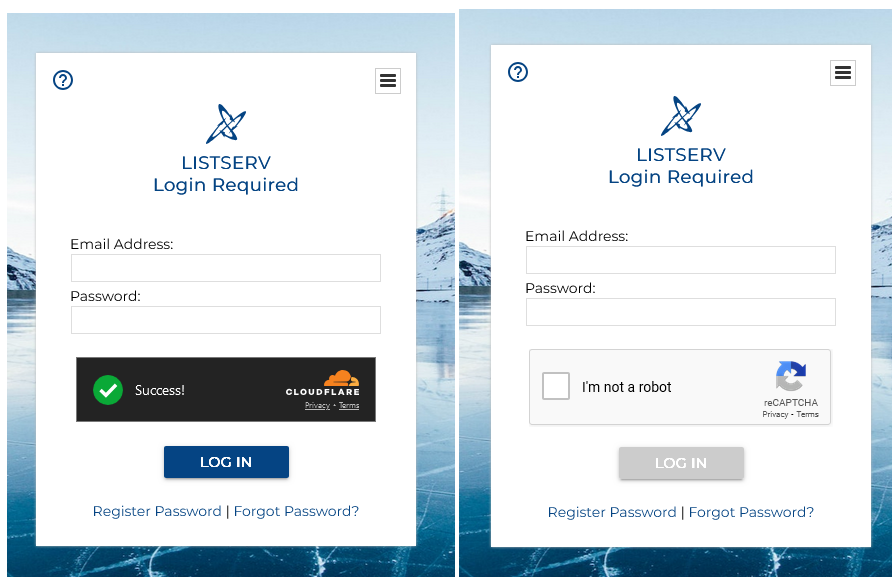 LISTSERV
Login Required
Email Address:
Password:
Success!
CLOUDFLARE
Privacy • Terms
LOG IN
Register Password | Forgot Password?
LISTSERV
Login Required
Email Address:
Password:
I'm not a robot
reCAPTCHA
Privacy - Terms
LOG IN
Register Password | Forgot Password?